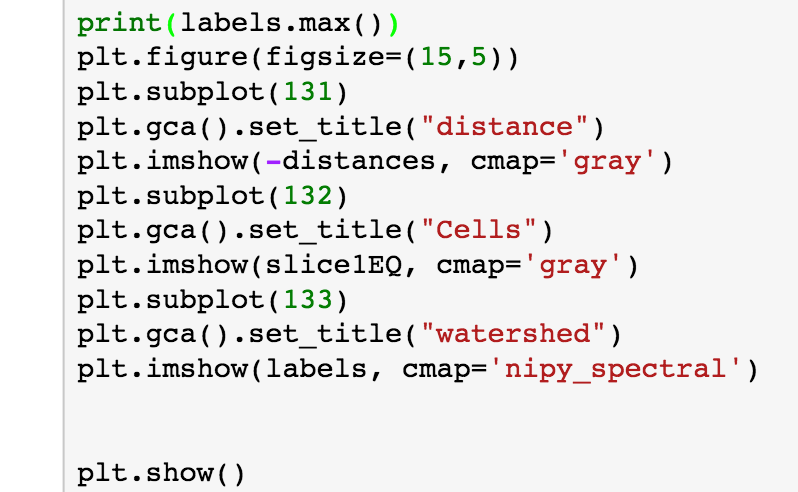 print(labels.max())
plt.figure(figsize=(15,5))
plt.subplot(131)
plt.gca().set_title("distance")
plt.imshow(-distances, cmap='gray')
plt.subplot(132)
plt.gca().set_title("Cells")
plt.imshow(slice1EQ, cmap='gray')
plt.subplot(133)
plt.gca().set_title("watershed")
plt.imshow(labels, cmap='nipy_spectral')
plt.show()